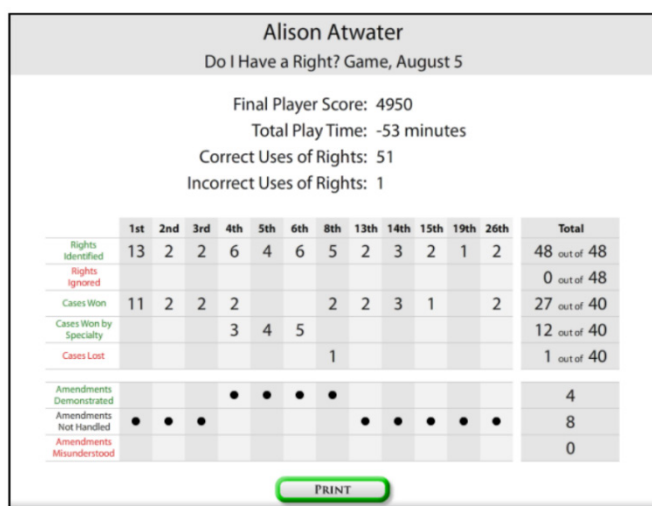 Alison Atwater
Do I Have a Right? Game, August 5
Final Player Score: 4950
Total Play Time: -53 minutes
Correct Uses of Rights: 51
Incorrect Uses of Rights: 1
1st 2nd 3rd 4th 5th 6th 8th 13th 14th 15th 19th 26th Total
Rights Identified 13 2 2 6 4 6 5 2 3 2 1 2 48 out of 48
Rights Ignored 0 out of 48
Cases Won 11 2 2 2 2 2 3 1 2 27 out of 40
Cases Won by Specialty 3 4 5 12 out of 40
Cases Lost 1 1 out of 40
Amendments Demonstrated ● ● ● ● 4
Amendments Not Handled ● ● ● ● ● ● ● ● 8
Amendments Misunderstood 0
PRINT